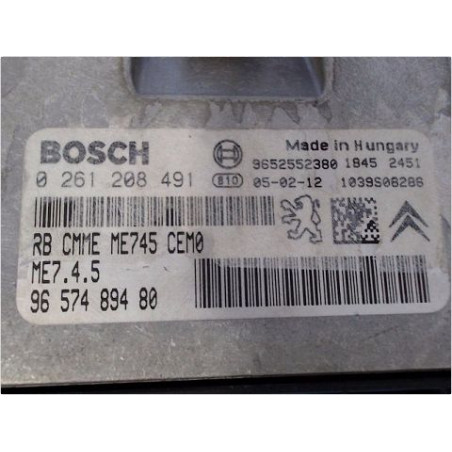 BOSCH Made in Hungary
9652552380 1845 2451
0 261 208 491 810 05-02-12 1039S08286
RB CMME ME745 CEM0
ME7.4.5
96 574 894 80